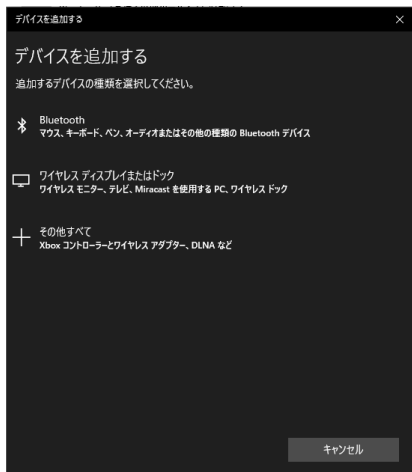 デバイスを追加する
デバイスを追加する
追加するデバイスの種類を選択してください。
Bluetooth
マウス、キーボード、ペン、オーディオまたはその他の種類の Bluetooth デバイス
ワイヤレス ディスプレイまたはドック
ワイヤレス モニター、テレビ、Miracast を使用する PC、ワイヤレス ドック
その他すべて
Xbox コントローラーとワイヤレス アダプター、DLNA など
キャンセル